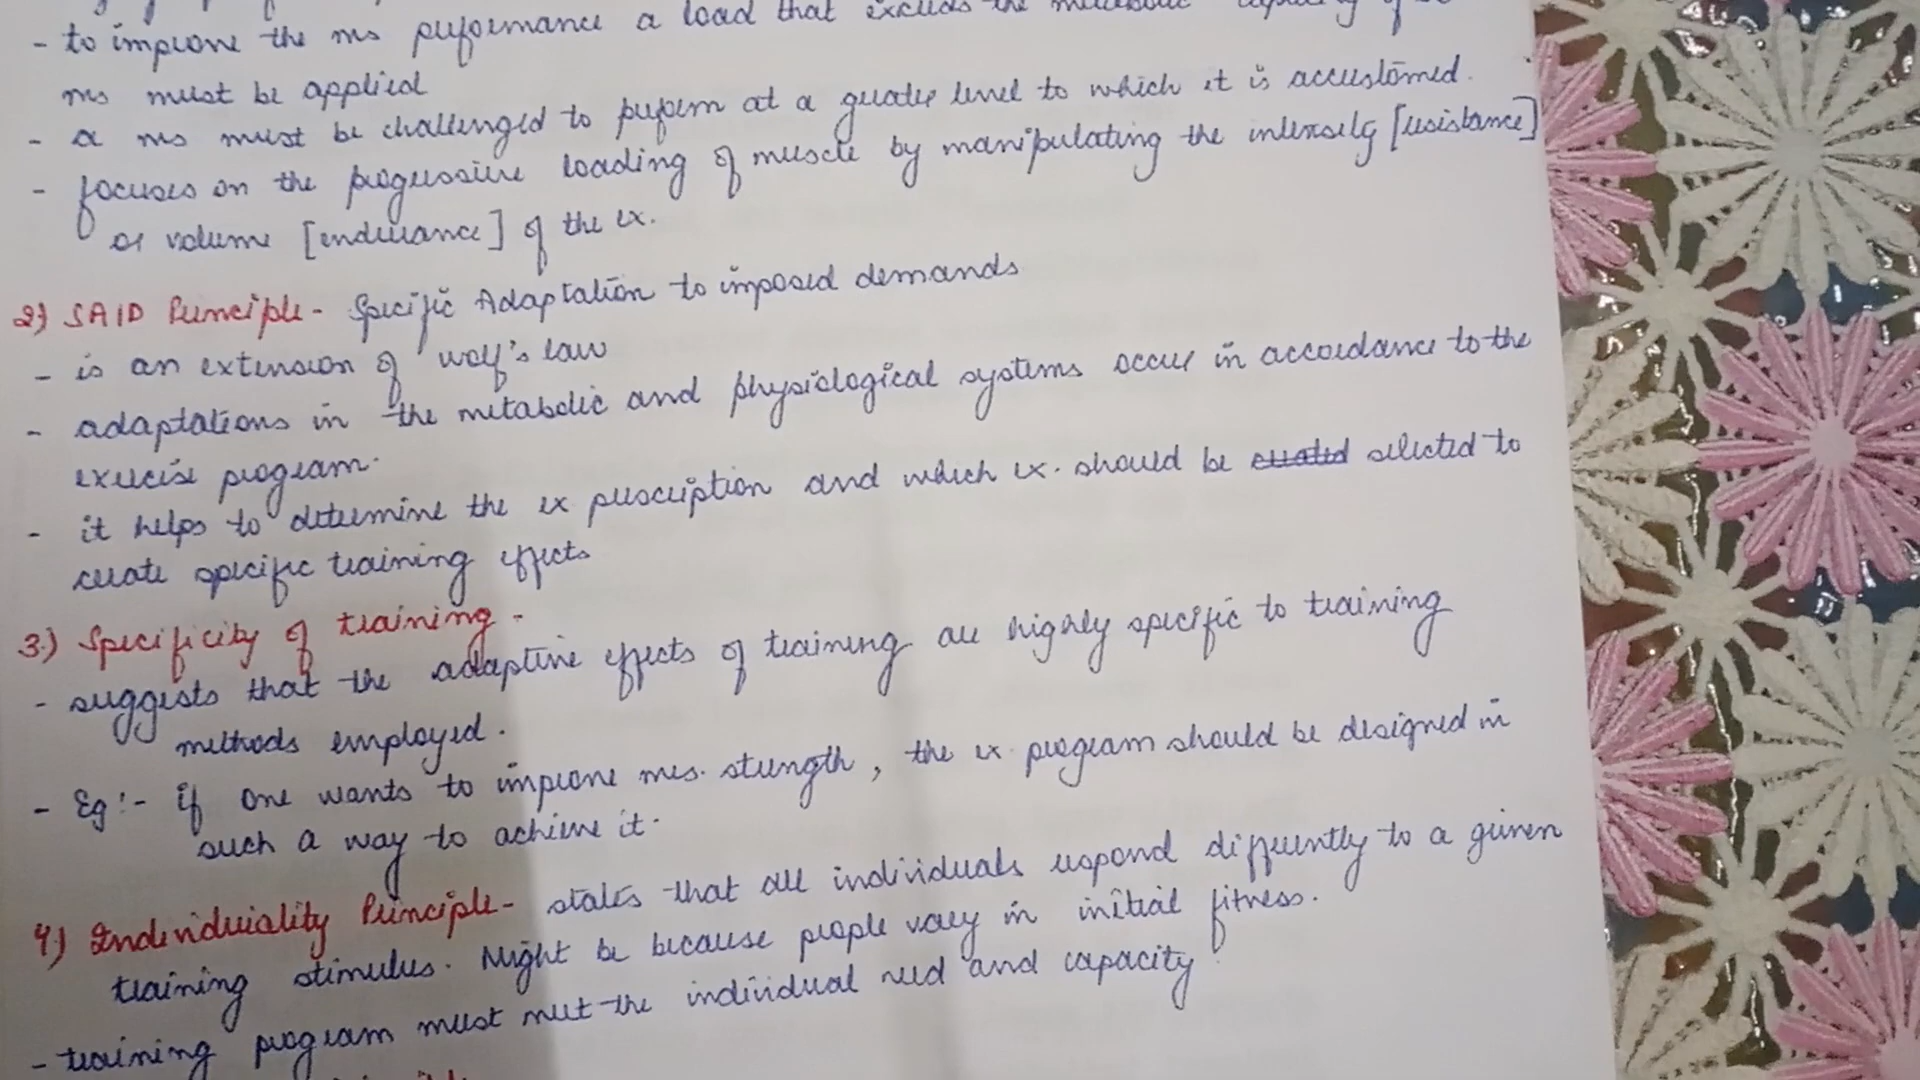 - to improve the ms performance a load that exceeds the metabolic capacity of
ms must be applied
- a ms must be challenged to perform at a greater level to which it is accustomed.
- focuses on the progressive loading of muscle by manipulating the intensity [resistance]
or volume [endurance] of the ex.
2) SAID Principle - Specific Adaptation to imposed demands
- is an extension of wolf's law
- adaptations in the metabolic and physiological systems occur in accordance to the
exercise program.
- it helps to determine the ex prescription and which ex. should be created selected to
create specific training effects
3.) Specificity of training -
- suggests that the adaptive effects of training are highly specific to training
methods employed.
- Eg:- if one wants to improve mus. strength, the ex program should be designed in
such a way to achieve it.
4) Individuiality Principle - states that all individuals respond differently to a given
training stimulus. Might be because people vary in initial fitness.
- training program must meet the individual need and capacity.